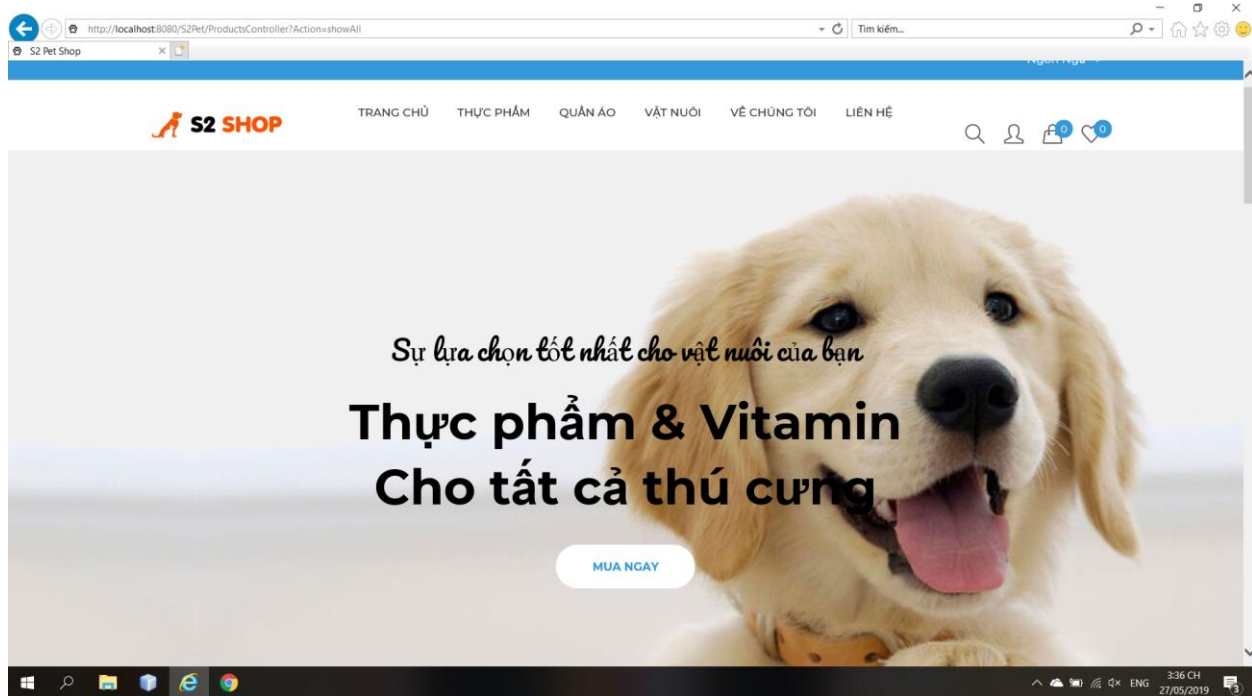 http://localhost:8080/S2Pet/ProductsController?Action=showAll
Tìm kiếm...
S2 Pet Shop
S2 SHOP
TRANG CHỦ THỰC PHẨM QUẦN ÁO VẬT NUÔI VỀ CHÚNG TÔI LIÊN HỆ
0 0
Sự lựa chọn tốt nhất cho vật nuôi của bạn
Thực phẩm & Vitamin
Cho tất cả thú cưng
MUA NGAY
ENG
3:36 CH
27/05/2019
3